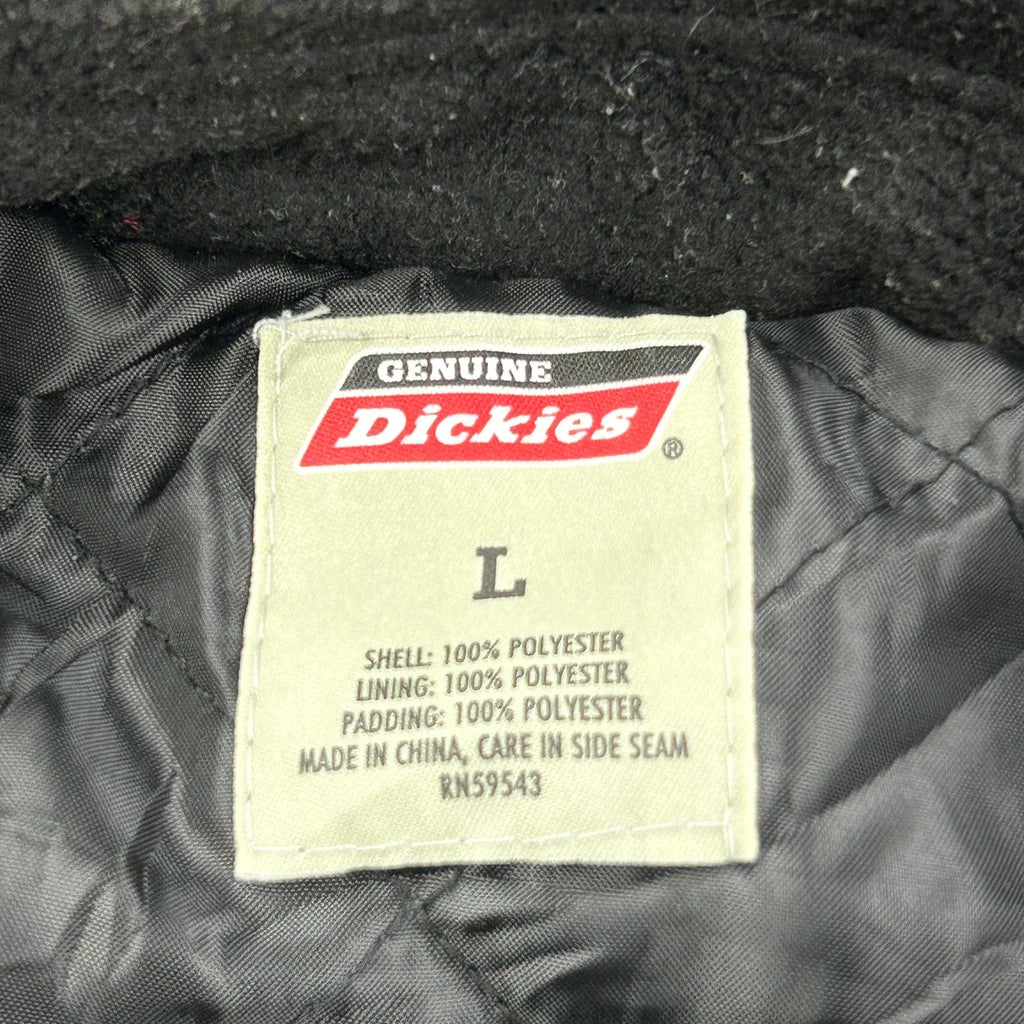 GENUINE
Dickies®
L
SHELL: 100% POLYESTER
LINING: 100% POLYESTER
PADDING: 100% POLYESTER
MADE IN CHINA, CARE IN SIDE SEAM
RN59543